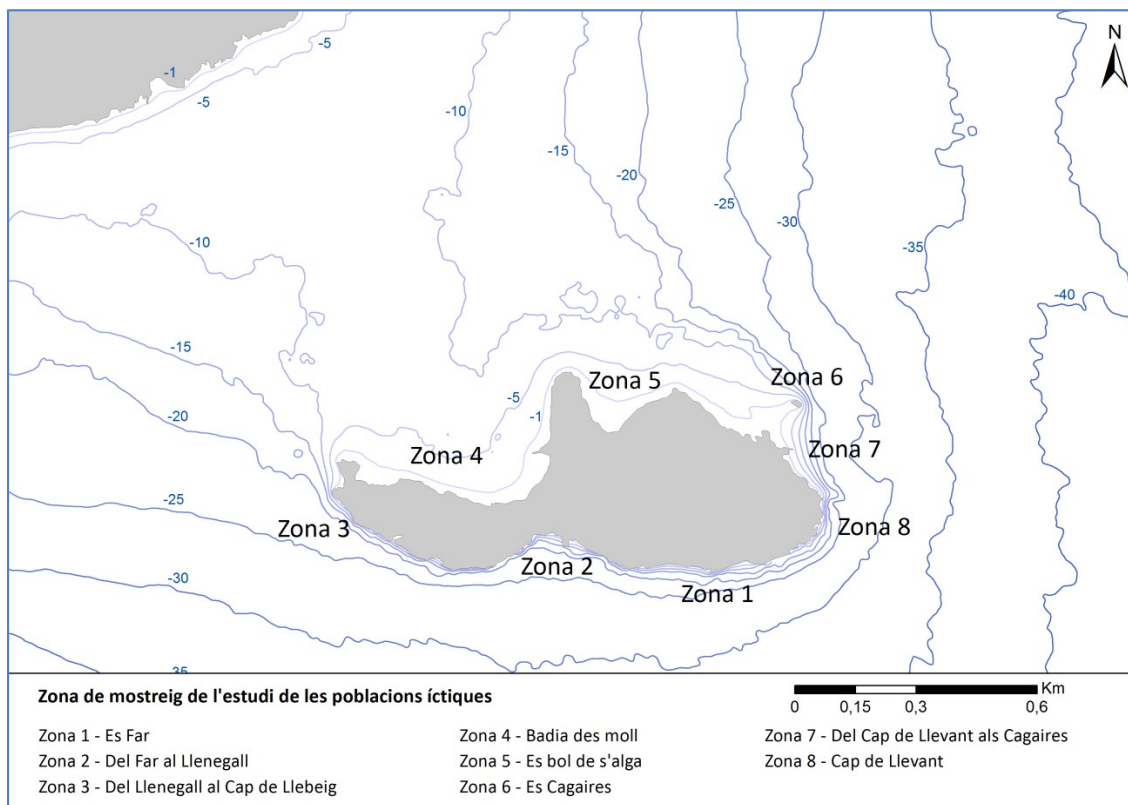 N
-5
-1
-5
-10
-15
-20
-25
-30
-35
-40
-10
-15
-20
-25
-30
-35
-5
-1
Zona 5
Zona 6
Zona 4
Zona 7
Zona 3
Zona 8
Zona 2
Zona 1
Zona de mostreig de l'estudi de les poblacions íctiques
Km
0 0,15 0,3 0,6
Zona 1 - Es Far
Zona 2 - Del Far al Llenegall
Zona 3 - Del Llenegall al Cap de Llebeig
Zona 4 - Badia des moll
Zona 5 - Es bol de s'alga
Zona 6 - Es Cagaires
Zona 7 - Del Cap de Llevant als Cagaires
Zona 8 - Cap de Llevant